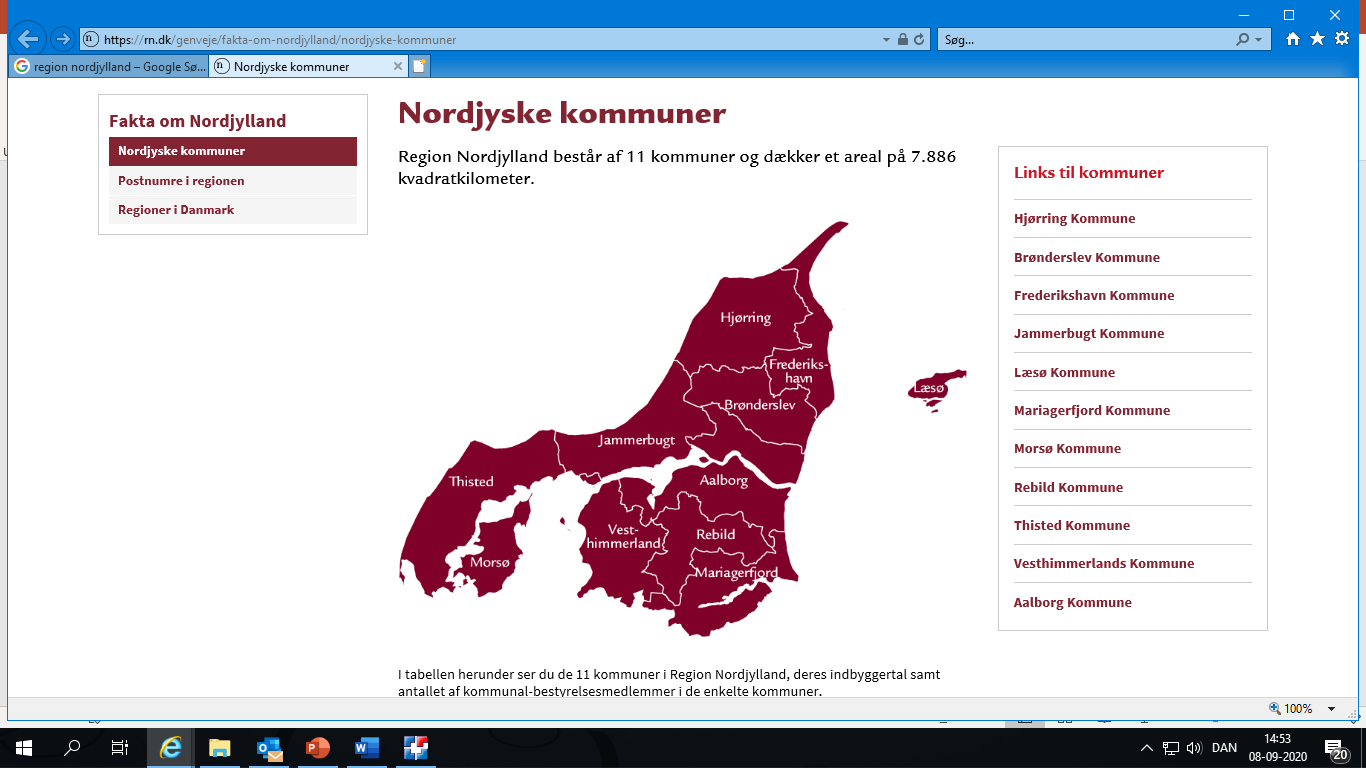 https://rn.dk/genveje/fakta-om-nordjylland/nordjyske-kommuner
Søg...
region nordjylland – Google Sø...
Nordjyske kommuner
Fakta om Nordjylland
Nordjyske kommuner
Postnumre i regionen
Regioner i Danmark
Nordjyske kommuner
Region Nordjylland består af 11 kommuner og dækker et areal på 7.886
kvadratkilometer.
Hjørring
Frederiks-
havn
Læsø
Brønderslev
Jammerbugt
Thisted
Aalborg
Vest-
himmerland
Rebild
Morsø
Mariagerfjord
I tabellen herunder ser du de 11 kommuner i Region Nordjylland, deres indbyggertal samt
antallet af kommunal-bestyrelsesmedlemmer i de enkelte kommuner.
Links til kommuner
Hjørring Kommune
Brønderslev Kommune
Frederikshavn Kommune
Jammerbugt Kommune
Læsø Kommune
Mariagerfjord Kommune
Morsø Kommune
Rebild Kommune
Thisted Kommune
Vesthimmerlands Kommune
Aalborg Kommune
100%
DAN
14:53
08-09-2020
20